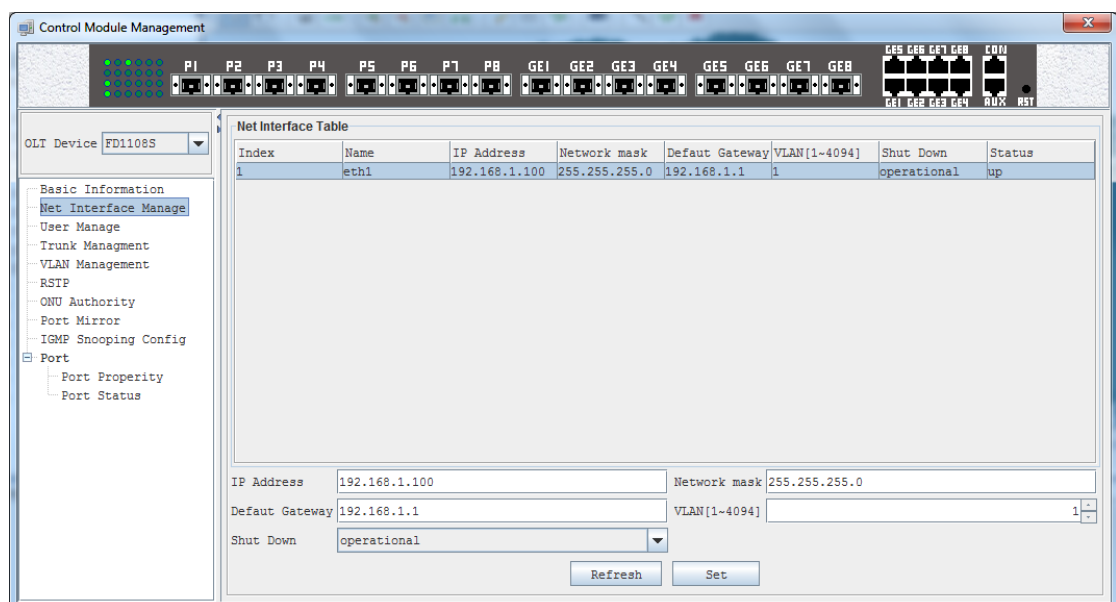 Control Module Management
GE5 GE6 GE7 GE8 CON
P1 P2 P3 P4 P5 P6 P7 P8 GE1 GE2 GE3 GE4 GE5 GE6 GE7 GE8
GE1 GE2 GE3 GE4 AUX RST
OLT Device FD1108S
Basic Information
Net Interface Manage
User Manage
Trunk Managment
VLAN Management
RSTP
ONU Authority
Port Mirror
IGMP Snooping Config
Port
Port Properity
Port Status
Net Interface Table
Index Name IP Address Network mask Defaut Gateway VLAN[1~4094] Shut Down Status
1 eth1 192.168.1.100 255.255.255.0 192.168.1.1 1 operational up
IP Address 192.168.1.100 Network mask 255.255.255.0
Defaut Gateway 192.168.1.1 VLAN[1~4094] 1
Shut Down operational
Refresh Set